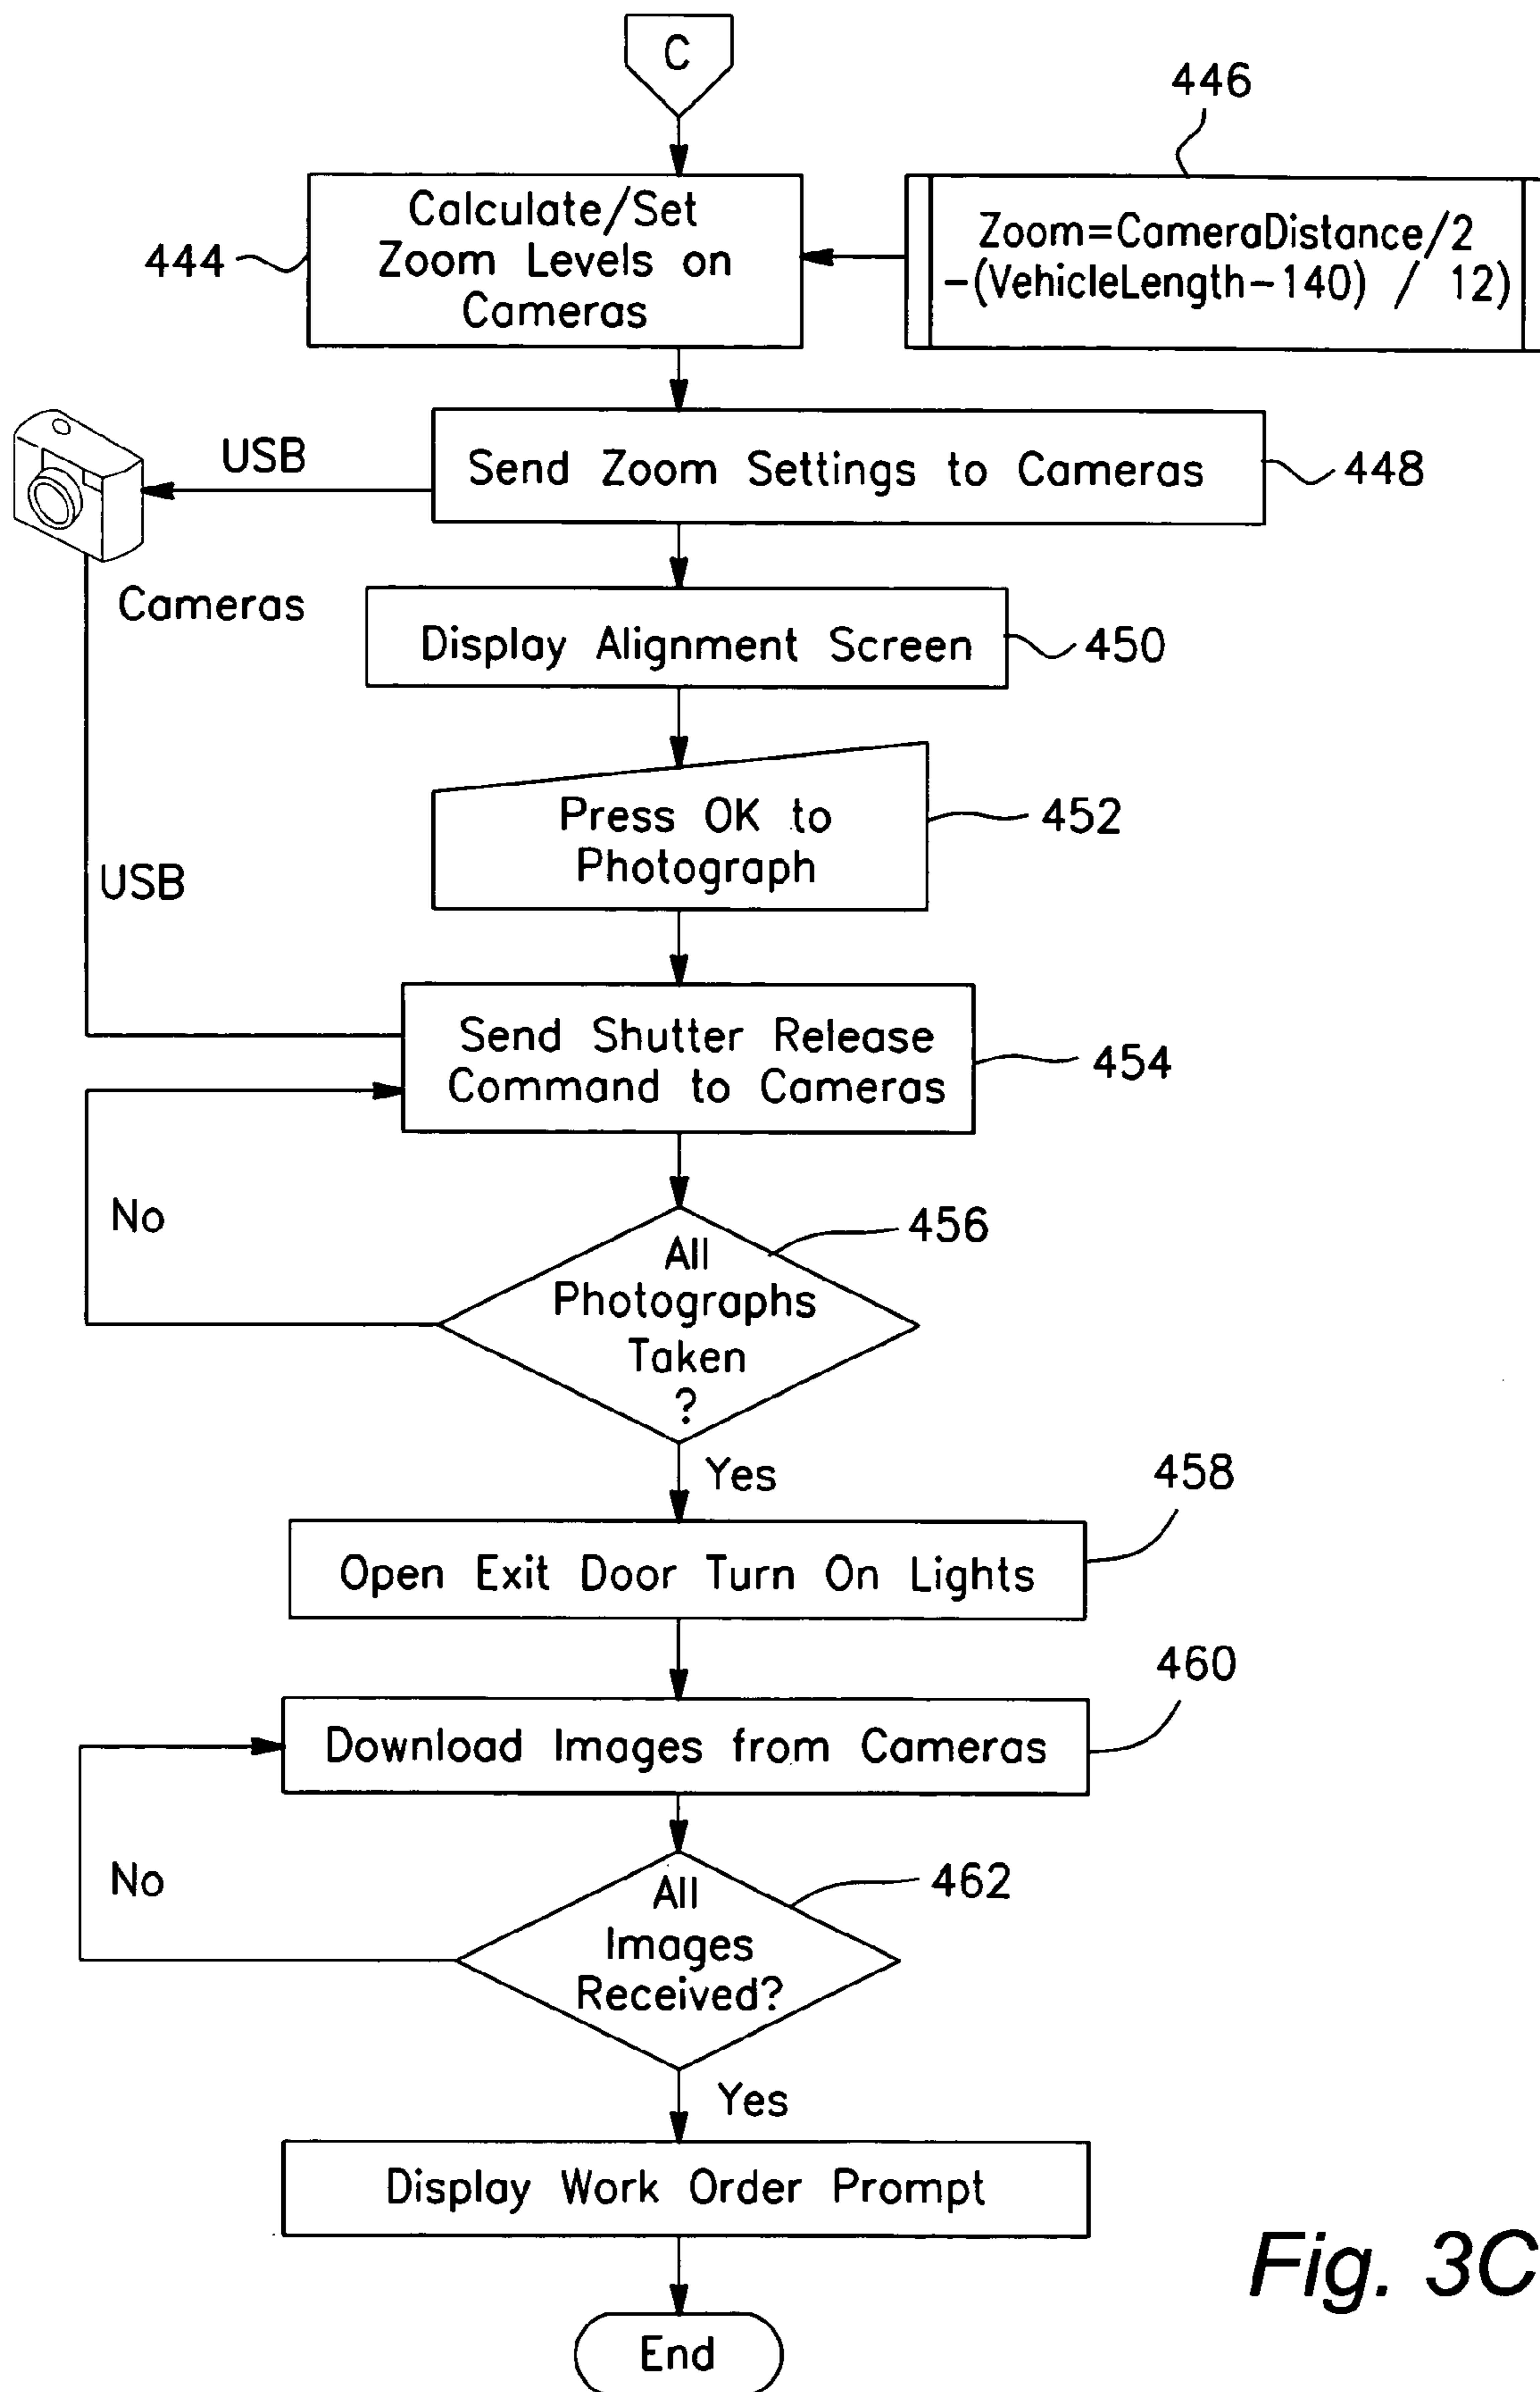 C
446
Calculate/Set
Zoom Levels on
Cameras
444
Zoom=CameraDistance/2
-(VehicleLength-140) / 12)
USB
Send Zoom Settings to Cameras
448
Cameras
Display Alignment Screen
450
Press OK to
Photograph
452
USB
Send Shutter Release
Command to Cameras
454
No
456
All
Photographs
Taken
?
Yes
458
Open Exit Door Turn On Lights
460
Download Images from Cameras
No
462
All
Images
Received?
Yes
Display Work Order Prompt
Fig. 3C
End